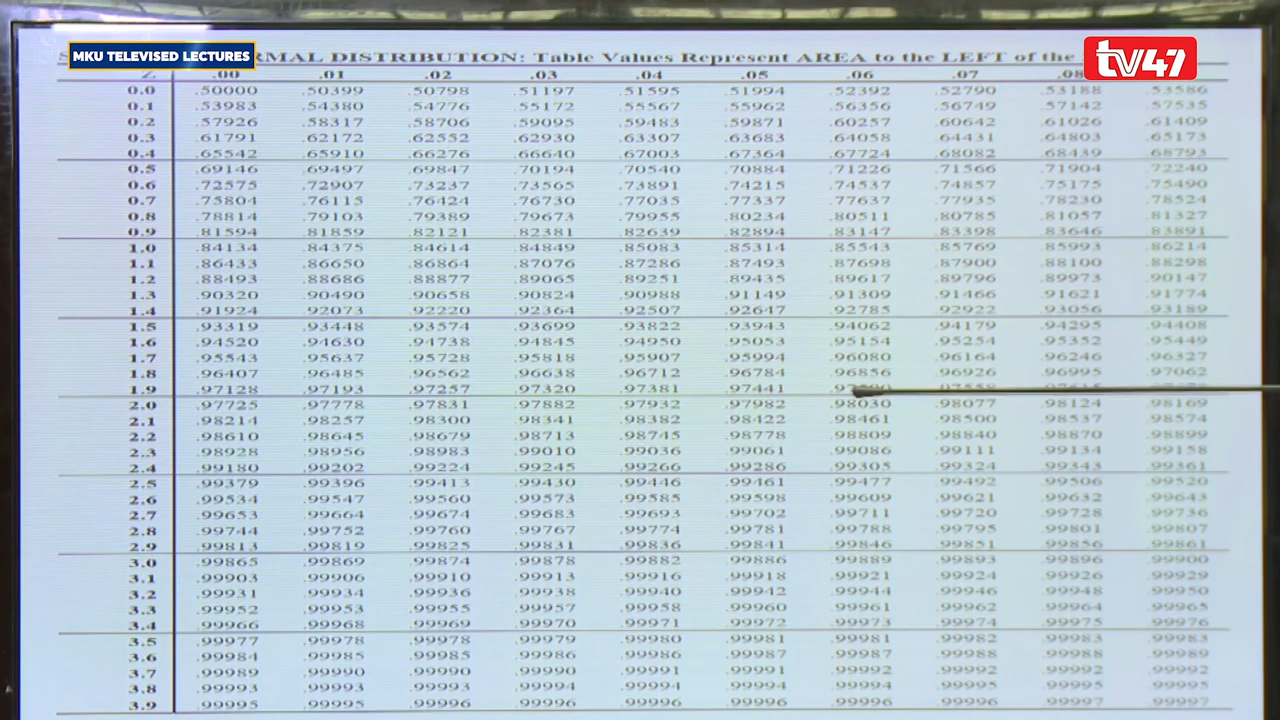 MKU TELEVISED LECTURES
tv47
RMAL DISTRIBUTION: Table Values Represent AREA to the LEFT of the
Z .00 .01 .02 .03 .04 .05 .06 .07 .08
0.0 .50000 .50399 .50798 .51197 .51595 .51994 .52392 .52790 .53188 .53586
0.1 .53983 .54380 .54776 .55172 .55567 .55962 .56356 .56749 .57142 .57535
0.2 .57926 .58317 .58706 .59095 .59483 .59871 .60257 .60642 .61026 .61409
0.3 .61791 .62172 .62552 .62930 .63307 .63683 .64058 .64431 .64803 .65173
0.4 .65542 .65910 .66276 .66640 .67003 .67364 .67724 .68082 .68439 .68793
0.5 .69146 .69497 .69847 .70194 .70540 .70884 .71226 .71566 .71904 .72240
0.6 .72575 .72907 .73237 .73565 .73891 .74215 .74537 .74857 .75175 .75490
0.7 .75804 .76115 .76424 .76730 .77035 .77337 .77637 .77935 .78230 .78524
0.8 .78814 .79103 .79389 .79673 .79955 .80234 .80511 .80785 .81057 .81327
0.9 .81594 .81859 .82121 .82381 .82639 .82894 .83147 .83398 .83646 .83891
1.0 .84134 .84375 .84614 .84849 .85083 .85314 .85543 .85769 .85993 .86214
1.1 .86433 .86650 .86864 .87076 .87286 .87493 .87698 .87900 .88100 .88298
1.2 .88493 .88686 .88877 .89065 .89251 .89435 .89617 .89796 .89973 .90147
1.3 .90320 .90490 .90658 .90824 .90988 .91149 .91309 .91466 .91621 .91774
1.4 .91924 .92073 .92220 .92364 .92507 .92647 .92785 .92922 .93056 .93189
1.5 .93319 .93448 .93574 .93699 .93822 .93943 .94062 .94179 .94295 .94408
1.6 .94520 .94630 .94738 .94845 .94950 .95053 .95154 .95254 .95352 .95449
1.7 .95543 .95637 .95728 .95818 .95907 .95994 .96080 .96164 .96246 .96327
1.8 .96407 .96485 .96562 .96638 .96712 .96784 .96856 .96926 .96995 .97062
1.9 .97128 .97193 .97257 .97320 .97381 .97441
2.0 .97725 .97778 .97831 .97882 .97932 .97982 .98030 .98077 .98124 .98169
2.1 .98214 .98257 .98300 .98341 .98382 .98422 .98461 .98500 .98537 .98574
2.2 .98610 .98645 .98679 .98713 .98745 .98778 .98809 .98840 .98870 .98899
2.3 .98928 .98956 .98983 .99010 .99036 .99061 .99086 .99111 .99134 .99158
2.4 .99180 .99202 .99224 .99245 .99266 .99286 .99305 .99324 .99343 .99361
2.5 .99379 .99396 .99413 .99430 .99446 .99461 .99477 .99492 .99506 .99520
2.6 .99534 .99547 .99560 .99573 .99585 .99598 .99609 .99621 .99632 .99643
2.7 .99653 .99664 .99674 .99683 .99693 .99702 .99711 .99720 .99728 .99736
2.8 .99744 .99752 .99760 .99767 .99774 .99781 .99788 .99795 .99801 .99807
2.9 .99813 .99819 .99825 .99831 .99836 .99841 .99846 .99851 .99856 .99861
3.0 .99865 .99869 .99874 .99878 .99882 .99886 .99889 .99893 .99896 .99900
3.1 .99903 .99906 .99910 .99913 .99916 .99918 .99921 .99924 .99926 .99929
3.2 .99931 .99934 .99936 .99938 .99940 .99942 .99944 .99946 .99948 .99950
3.3 .99952 .99953 .99955 .99957 .99958 .99960 .99961 .99962 .99964 .99965
3.4 .99966 .99968 .99969 .99970 .99971 .99972 .99973 .99974 .99975 .99976
3.5 .99977 .99978 .99978 .99979 .99980 .99981 .99981 .99982 .99983 .99983
3.6 .99984 .99985 .99985 .99986 .99986 .99987 .99987 .99988 .99988 .99989
3.7 .99989 .99990 .99990 .99990 .99991 .99991 .99992 .99992 .99992 .99992
3.8 .99993 .99993 .99993 .99994 .99994 .99994 .99994 .99995 .99995 .99995
3.9 .99995 .99995 .99996 .99996 .99996 .99996 .99996 .99996 .99997 .99997